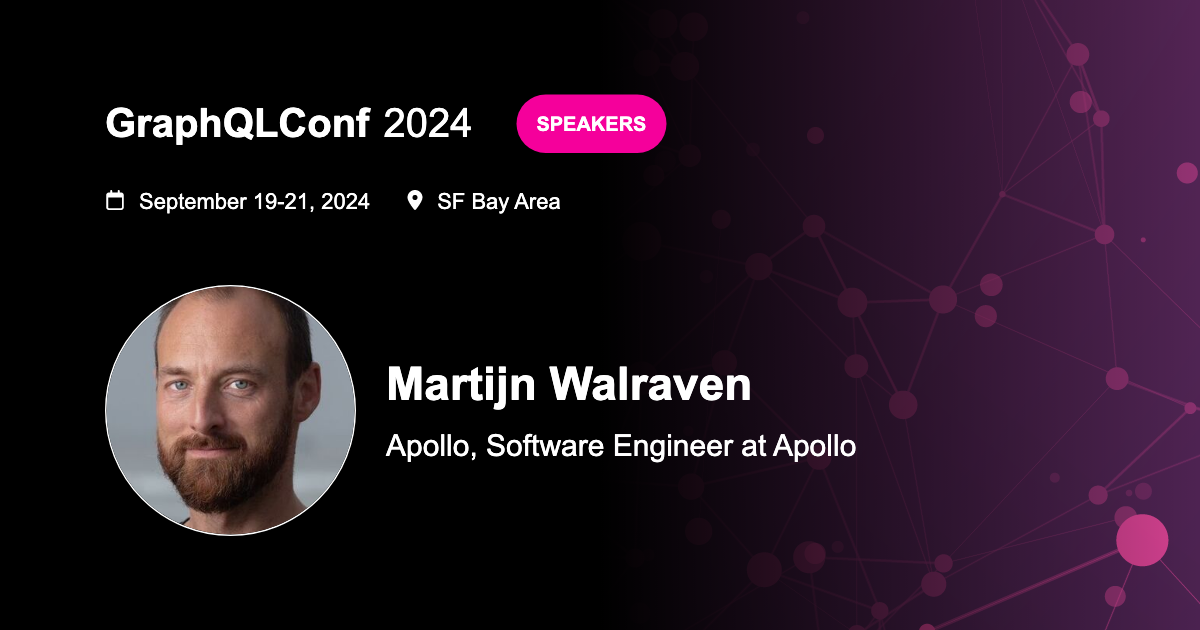 GraphQLConf 2024
SPEAKERS
September 19-21, 2024
SF Bay Area
Martijn Walraven
Apollo, Software Engineer at Apollo